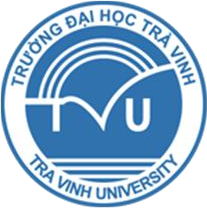 TRƯỜNG ĐẠI HỌC TRÀ VINH
TVU
TRA VINH UNIVERSITY